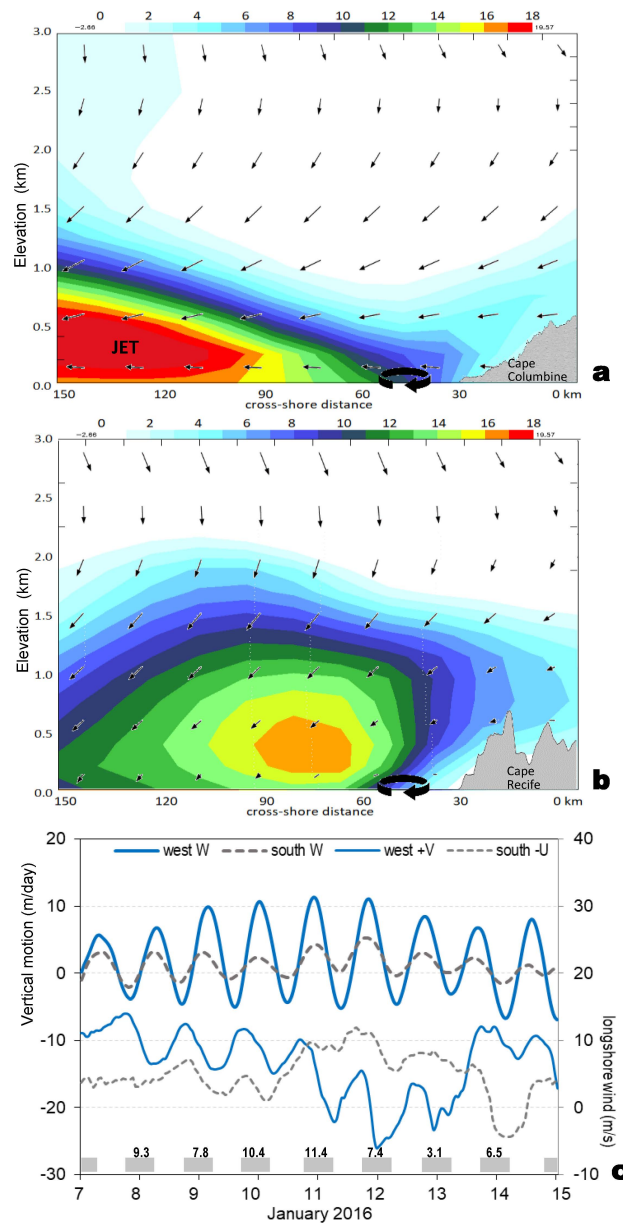 0 2 4 6 8 10 12 14 16 18
−2.66 19.57
3.0
2.5
2.0
1.5
1.0
0.5
0.0
Elevation (km)
JET
Cape
Columbine
150 120 90 60 30 0 km
cross-shore distance
a
0 2 4 6 8 10 12 14 16 18
−2.66 19.57
3.0
2.5
2.0
1.5
1.0
0.5
0.0
Elevation (km)
Cape
Recife
150 120 90 60 30 0 km
cross-shore distance
b
west W south W west +V south -U
20
10
0
-10
-20
-30
Vertical motion (m/day)
40
30
20
10
0
-10
longshore wind (m/s)
9.3 7.8 10.4 11.4 7.4 3.1 6.5
7 8 9 10 11 12 13 14 15
January 2016
c